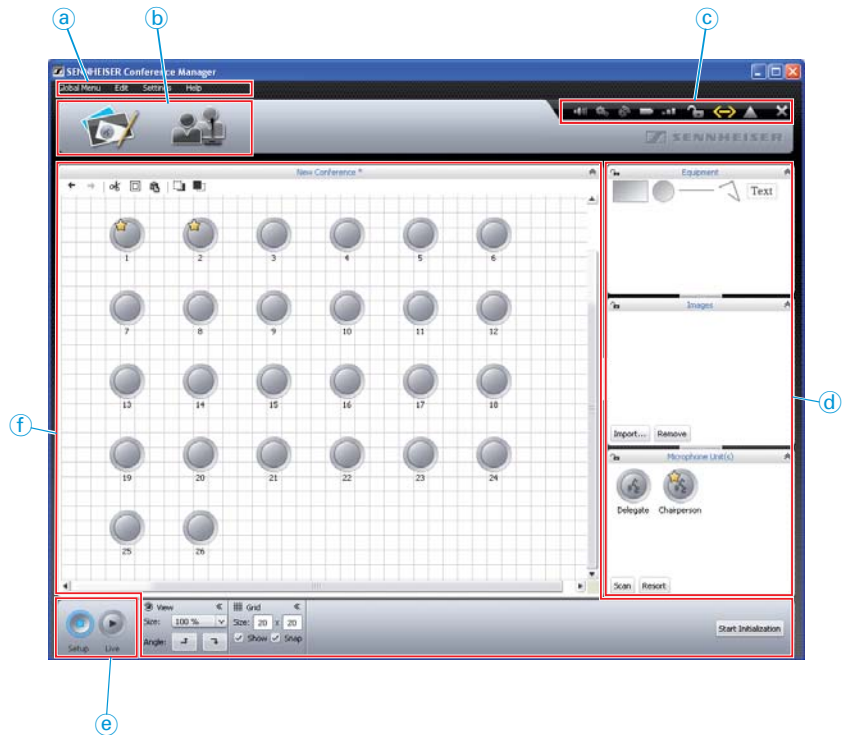 a
b
c
SENNHEISER Conference Manager
Global Menu Edit Settings Help
SENNHEISER
New Conference *
Equipment
Text
1 2 3 4 5 6
7 8 9 10 11 12
Images
13 14 15 16 17 18
d
f
Import... Remove
19 20 21 22 23 24
Microphone Unit(s)
Delegate Chairperson
25 26
Scan Resort
View
Grid
Size: 100 %
Size: 20 x 20
Angle:
Show Snap
Start Initialization
Setup Live
e